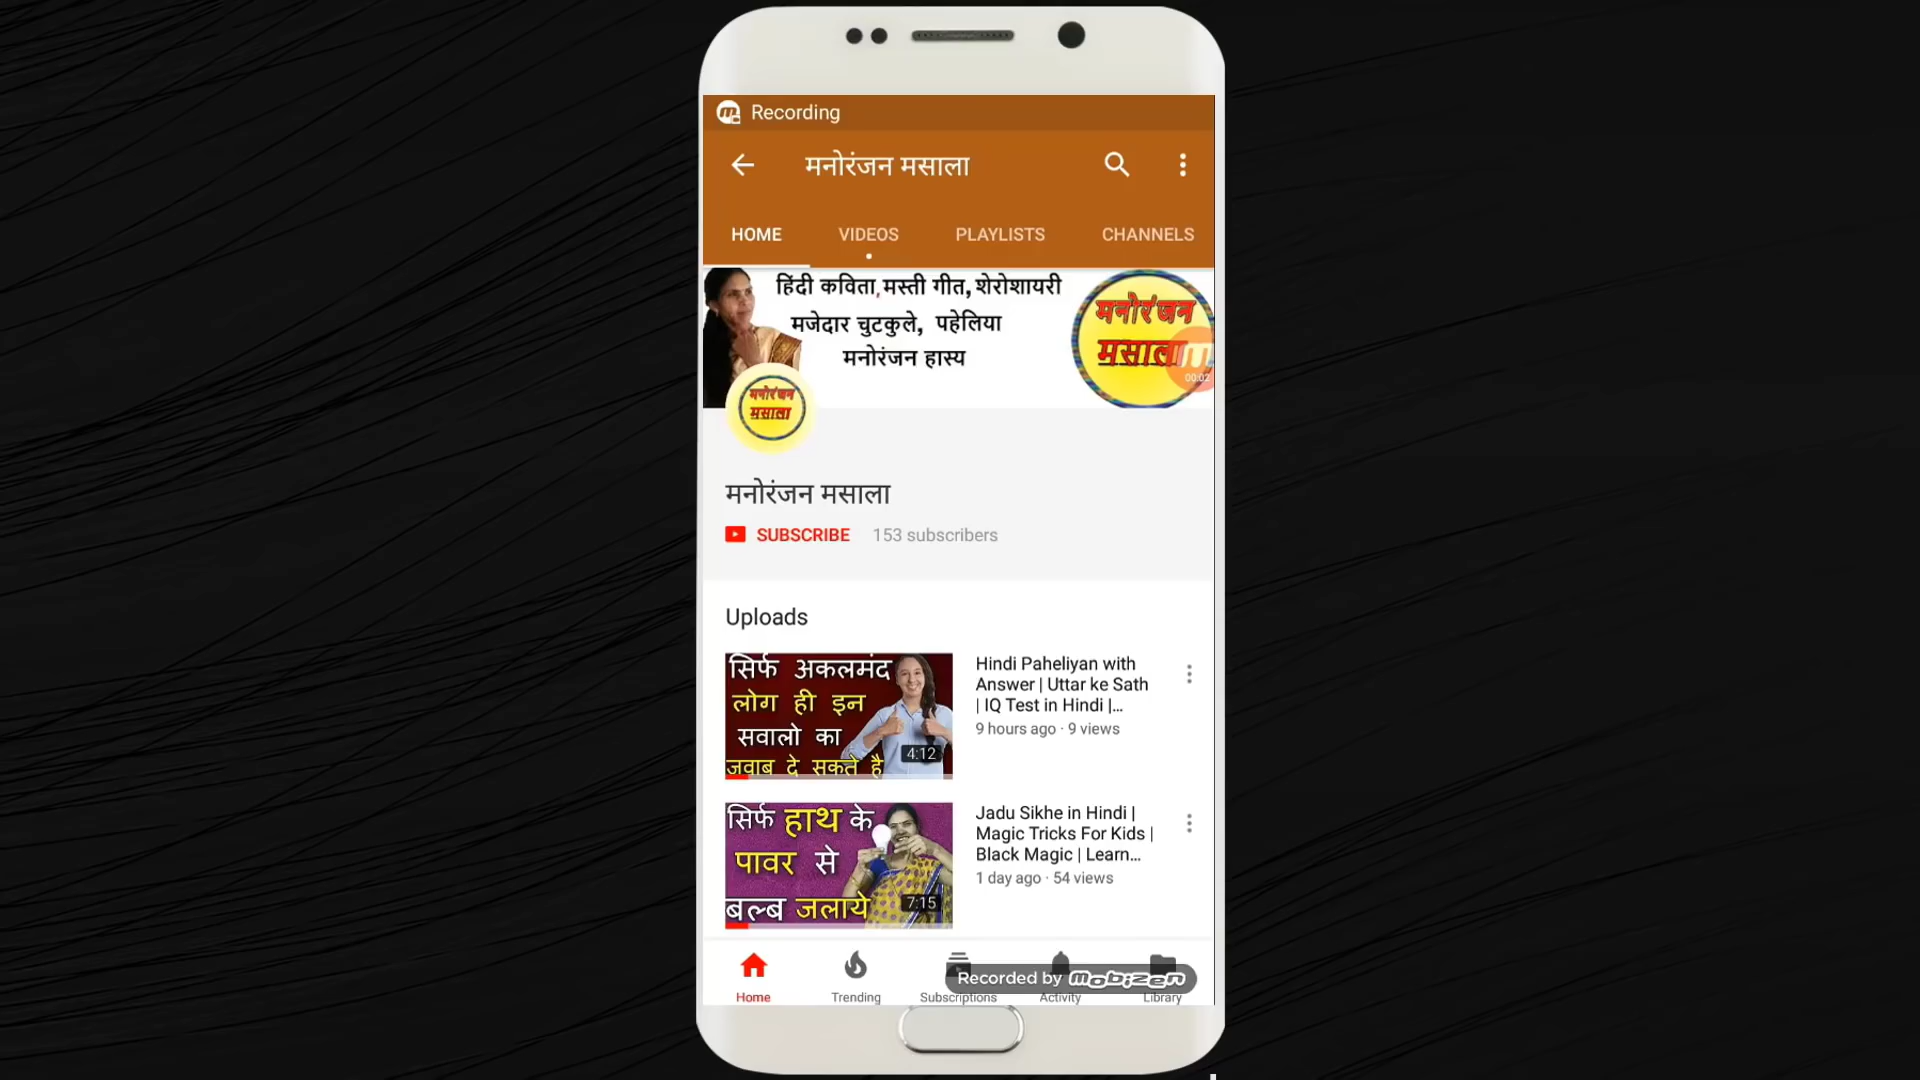 Recording
मनोरंजन मसाला
HOME VIDEOS PLAYLISTS CHANNELS
हिंदी कविता, मस्ती गीत, शेरोशायरी
मजेदार चुटकुले, पहेलिया
मनोरंजन हास्य
मनोरंजन
मसाला
00:02
मनोरंजन
मसाला
मनोरंजन मसाला
SUBSCRIBE 153 subscribers
Uploads
सिर्फ अकलमंद
लोग ही इन
सवालो का
जवाब दे सकते है
4:12
Hindi Paheliyan with
Answer | Uttar ke Sath
| IQ Test in Hindi |...
9 hours ago · 9 views
सिर्फ हाथ के
पावर से
बल्ब जलाये
7:15
Jadu Sikhe in Hindi |
Magic Tricks For Kids |
Black Magic | Learn...
1 day ago · 54 views
Recorded by Mobizen
Home Trending Subscriptions Activity Library